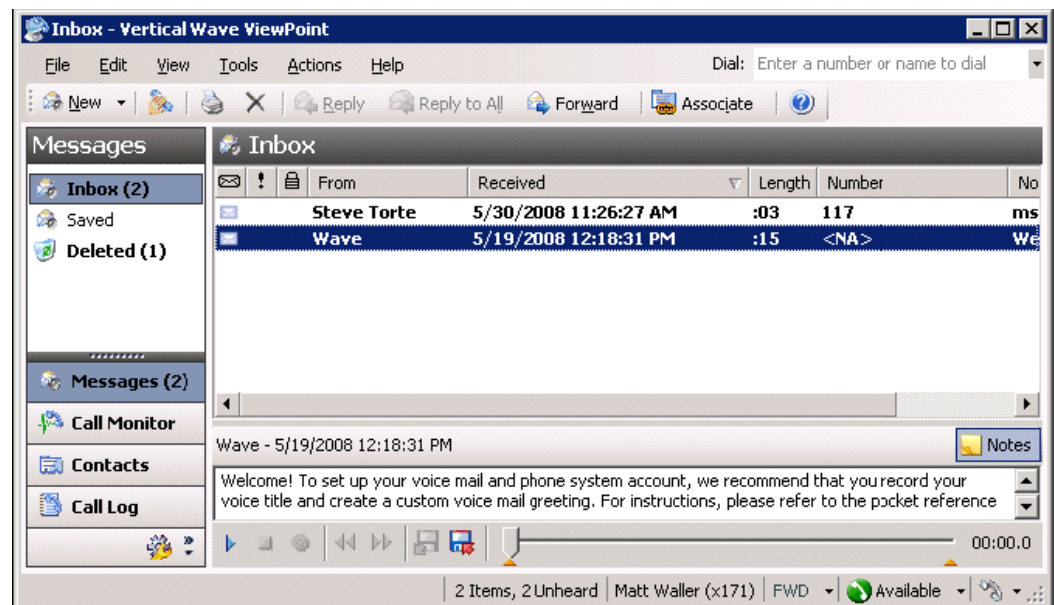 Inbox - Vertical Wave ViewPoint
File Edit View Tools Actions Help Dial: Enter a number or name to dial
New Reply Reply to All Forward Associate
Messages
Inbox (2)
Saved
Deleted (1)
Messages (2)
Call Monitor
Contacts
Call Log
Inbox
! From Received Length Number No
Steve Torte 5/30/2008 11:26:27 AM :03 117 ms
Wave 5/19/2008 12:18:31 PM :15 <NA> We
Wave - 5/19/2008 12:18:31 PM Notes
Welcome! To set up your voice mail and phone system account, we recommend that you record your
voice title and create a custom voice mail greeting. For instructions, please refer to the pocket reference
00:00.0
2 Items, 2 Unheard Matt Waller (x171) FWD Available